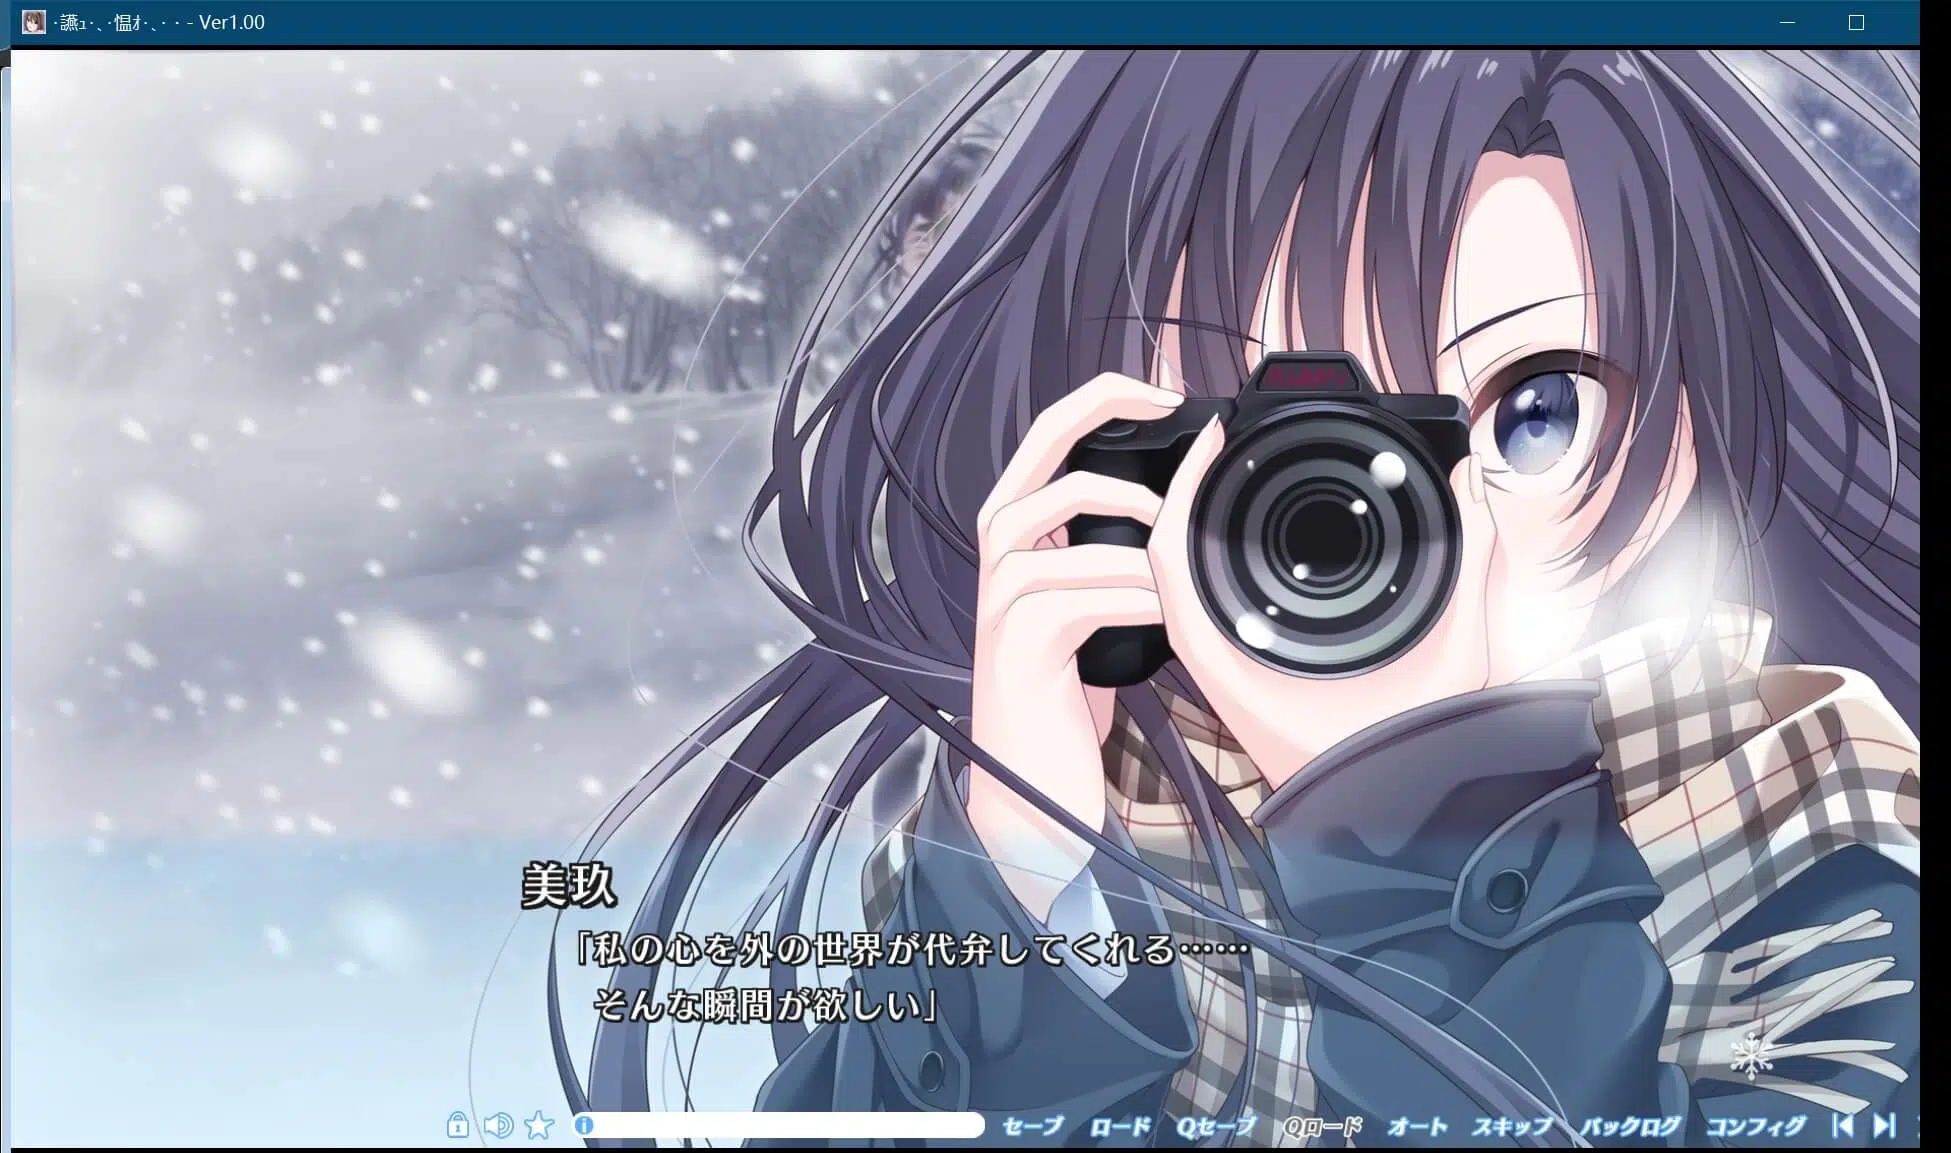 - Ver1.00
美玖
「私の心を外の世界が代弁してくれる……
そんな瞬間が欲しい」
セーブ ロード Qセーブ Qロード オート スキップ バックログ コンフィグ